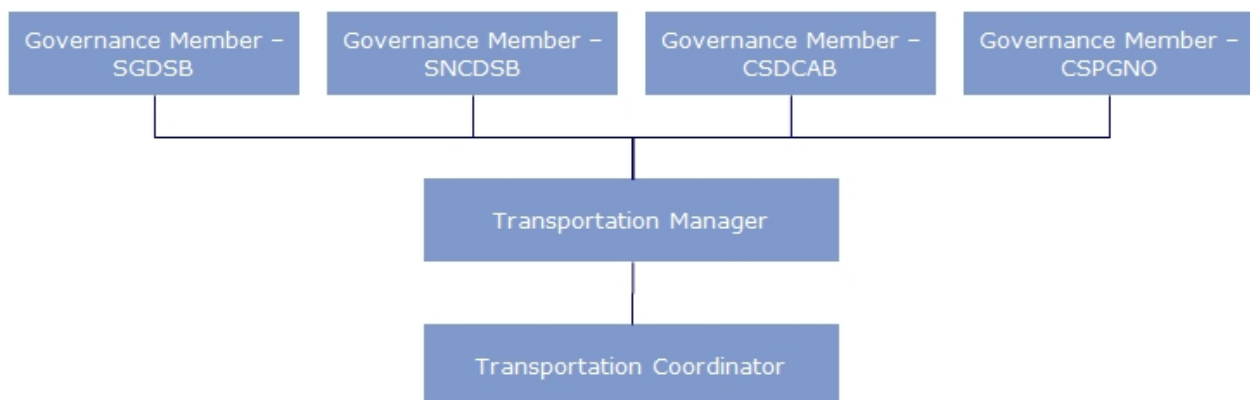 Governance Member –
SGDSB
Governance Member –
SNCDSB
Governance Member –
CSDCAB
Governance Member –
CSPGNO
Transportation Manager
Transportation Coordinator